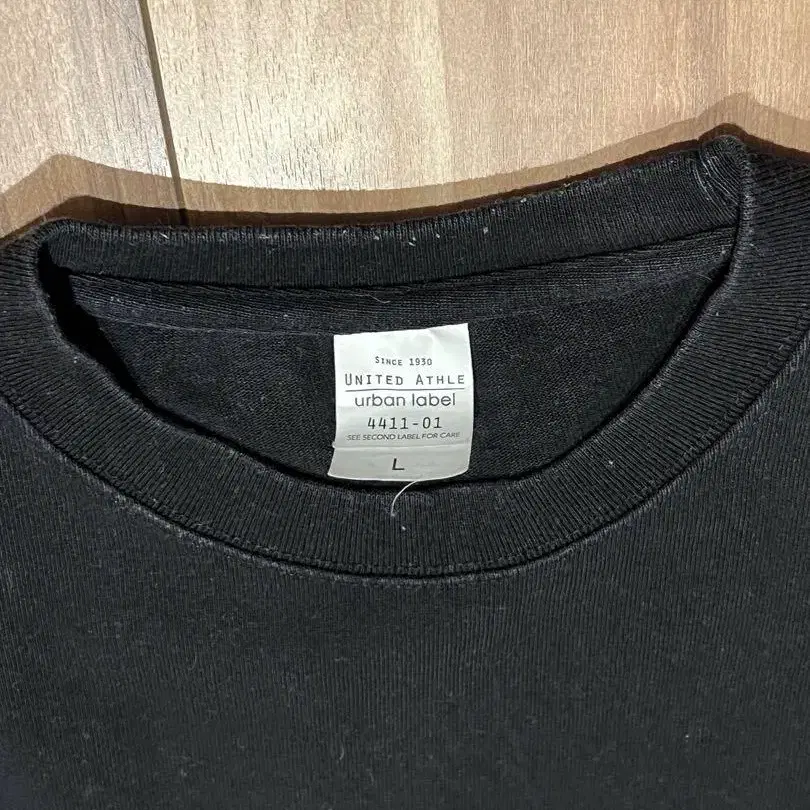 SINCE 1930
UNITED ATHLE
urban label
4411-01
SEE SECOND LABEL FOR CARE
L